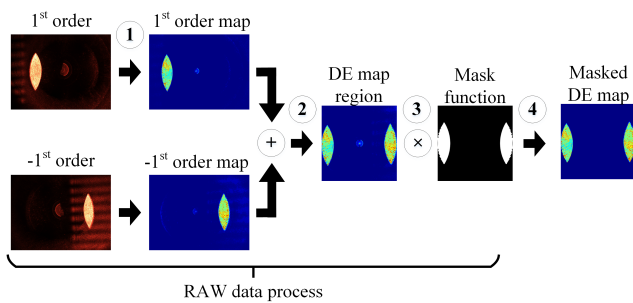 1st order
1
1st order map
-1st order
-1st order map
+
2
DE map
region
3
×
Mask
function
4
Masked
DE map
RAW data process